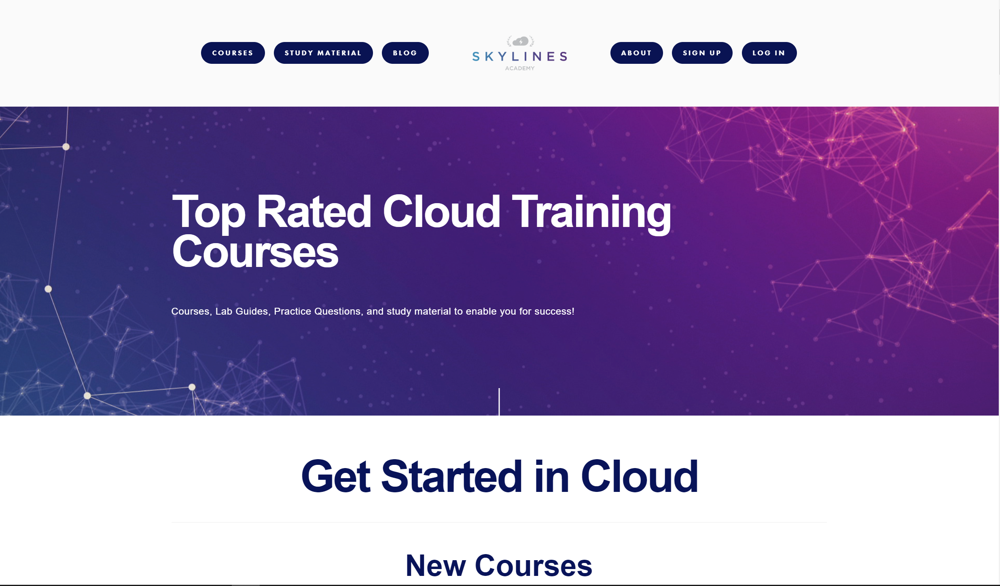 COURSES
STUDY MATERIAL
BLOG
SKYLINES
ACADEMY
ABOUT
SIGN UP
LOG IN
Top Rated Cloud Training
Courses
Courses, Lab Guides, Practice Questions, and study material to enable you for success!
Get Started in Cloud
New Courses